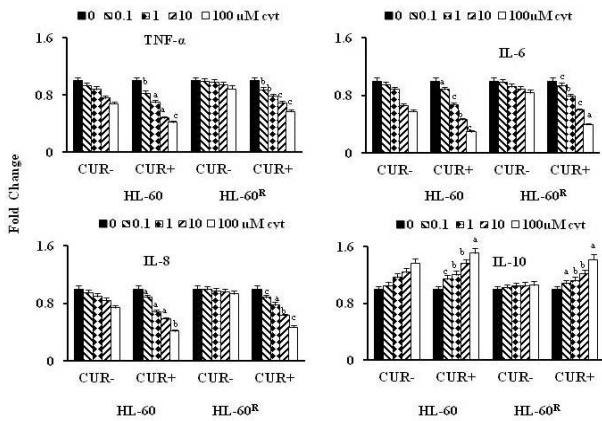 0 0.1 1 10 100 µM cyt
TNF-α
1.6
0.8
0
b
a
a
c
b
b
c
c
c
CUR- CUR+ CUR- CUR+
HL-60 HL-60ᴿ
0 0.1 1 10 100 µM cyt
IL-6
1.6
0.8
0
a
c
c
c
c
b
c
a
CUR- CUR+ CUR- CUR+
HL-60 HL-60ᴿ
Fold Change
0 0.1 1 10 100 µM cyt
IL-8
1.6
0.8
0
a
a
a
b
c
a
b
c
CUR- CUR+ CUR- CUR+
HL-60 HL-60ᴿ
0 0.1 1 10 100µM cyt
IL-10
1.6
0.8
0
c
b
b
a
a
b
b
a
CUR- CUR+ CUR- CUR+
HL-60 HL-60ᴿ